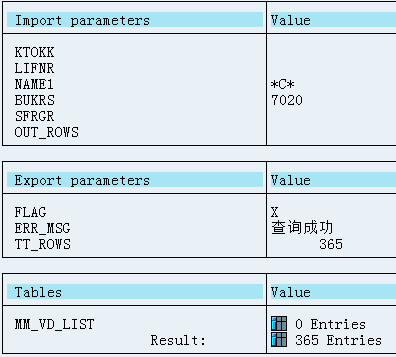 Import parameters Value
KTOKK
LIFNR
NAME1 *C*
BUKRS 7020
SFRGR
OUT_ROWS
Export parameters Value
FLAG X
ERR_MSG 查询成功
TT_ROWS 365
Tables Value
MM_VD_LIST 0 Entries
Result: 365 Entries